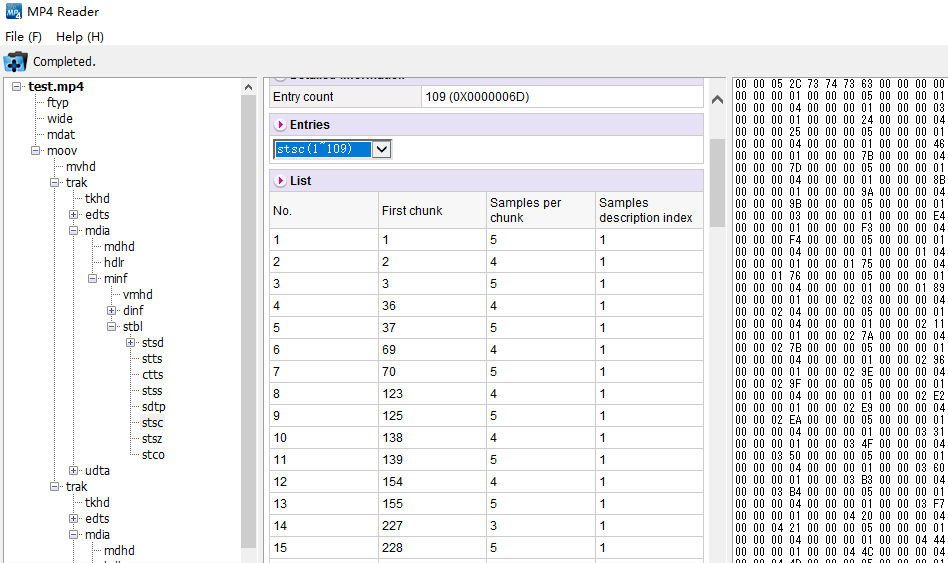 MP4 Reader
File (F) Help (H)
Completed.
test.mp4
ftyp
wide
mdat
moov
mvhd
trak
tkhd
edts
mdia
mdhd
hdlr
minf
vmhd
dinf
stbl
stsd
stts
ctts
stss
sdtp
stsc
stsz
stco
udta
trak
tkhd
edts
mdia
mdhd
Detailed information
Entry count 109 (0X0000006D)
Entries
stsc(1~109)
List
No. First chunk Samples per chunk Samples description index
1 1 5 1
2 2 4 1
3 3 5 1
4 36 4 1
5 37 5 1
6 69 4 1
7 70 5 1
8 123 4 1
9 125 5 1
10 138 4 1
11 139 5 1
12 154 4 1
13 155 5 1
14 227 3 1
15 228 5 1
00 00 05 2C 73 74 73 63 00 00 00 00
00 00 00 01 00 00 00 05 00 00 00 01
00 00 00 04 00 00 00 01 00 00 00 03
00 00 00 01 00 00 00 24 00 00 00 04
00 00 00 25 00 00 00 05 00 00 00 01
00 00 00 04 00 00 00 01 00 00 00 46
00 00 00 01 00 00 00 7B 00 00 00 04
00 00 00 7D 00 00 00 05 00 00 00 01
00 00 00 04 00 00 00 01 00 00 00 8B
00 00 00 01 00 00 00 9A 00 00 00 04
00 00 00 9B 00 00 00 05 00 00 00 01
00 00 00 03 00 00 00 01 00 00 00 E4
00 00 00 01 00 00 00 F3 00 00 00 04
00 00 00 F4 00 00 00 05 00 00 00 01
00 00 00 04 00 00 00 01 00 00 01 04
00 00 00 01 00 00 01 75 00 00 00 04
00 00 01 76 00 00 00 05 00 00 00 01
00 00 00 04 00 00 00 01 00 00 01 89
00 00 00 01 00 00 02 03 00 00 00 04
00 00 02 04 00 00 00 05 00 00 00 01
00 00 00 04 00 00 00 01 00 00 02 11
00 00 00 01 00 00 02 7A 00 00 00 04
00 00 02 7B 00 00 00 05 00 00 00 01
00 00 00 04 00 00 00 01 00 00 02 96
00 00 00 01 00 00 02 9E 00 00 00 04
00 00 02 9F 00 00 00 05 00 00 00 01
00 00 00 04 00 00 00 01 00 00 02 E2
00 00 00 01 00 00 02 E9 00 00 00 04
00 00 02 EA 00 00 00 05 00 00 00 01
00 00 00 04 00 00 00 01 00 00 03 31
00 00 00 01 00 00 03 4F 00 00 00 04
00 00 03 50 00 00 00 05 00 00 00 01
00 00 00 04 00 00 00 01 00 00 03 60
00 00 00 01 00 00 03 B3 00 00 00 04
00 00 03 B4 00 00 00 05 00 00 00 01
00 00 00 04 00 00 00 01 00 00 03 F7
00 00 00 01 00 00 04 20 00 00 00 04
00 00 04 21 00 00 00 05 00 00 00 01
00 00 00 04 00 00 00 01 00 00 04 44
00 00 00 01 00 00 04 4C 00 00 00 04
00 00 04 4D 00 00 00 05 00 00 00 01